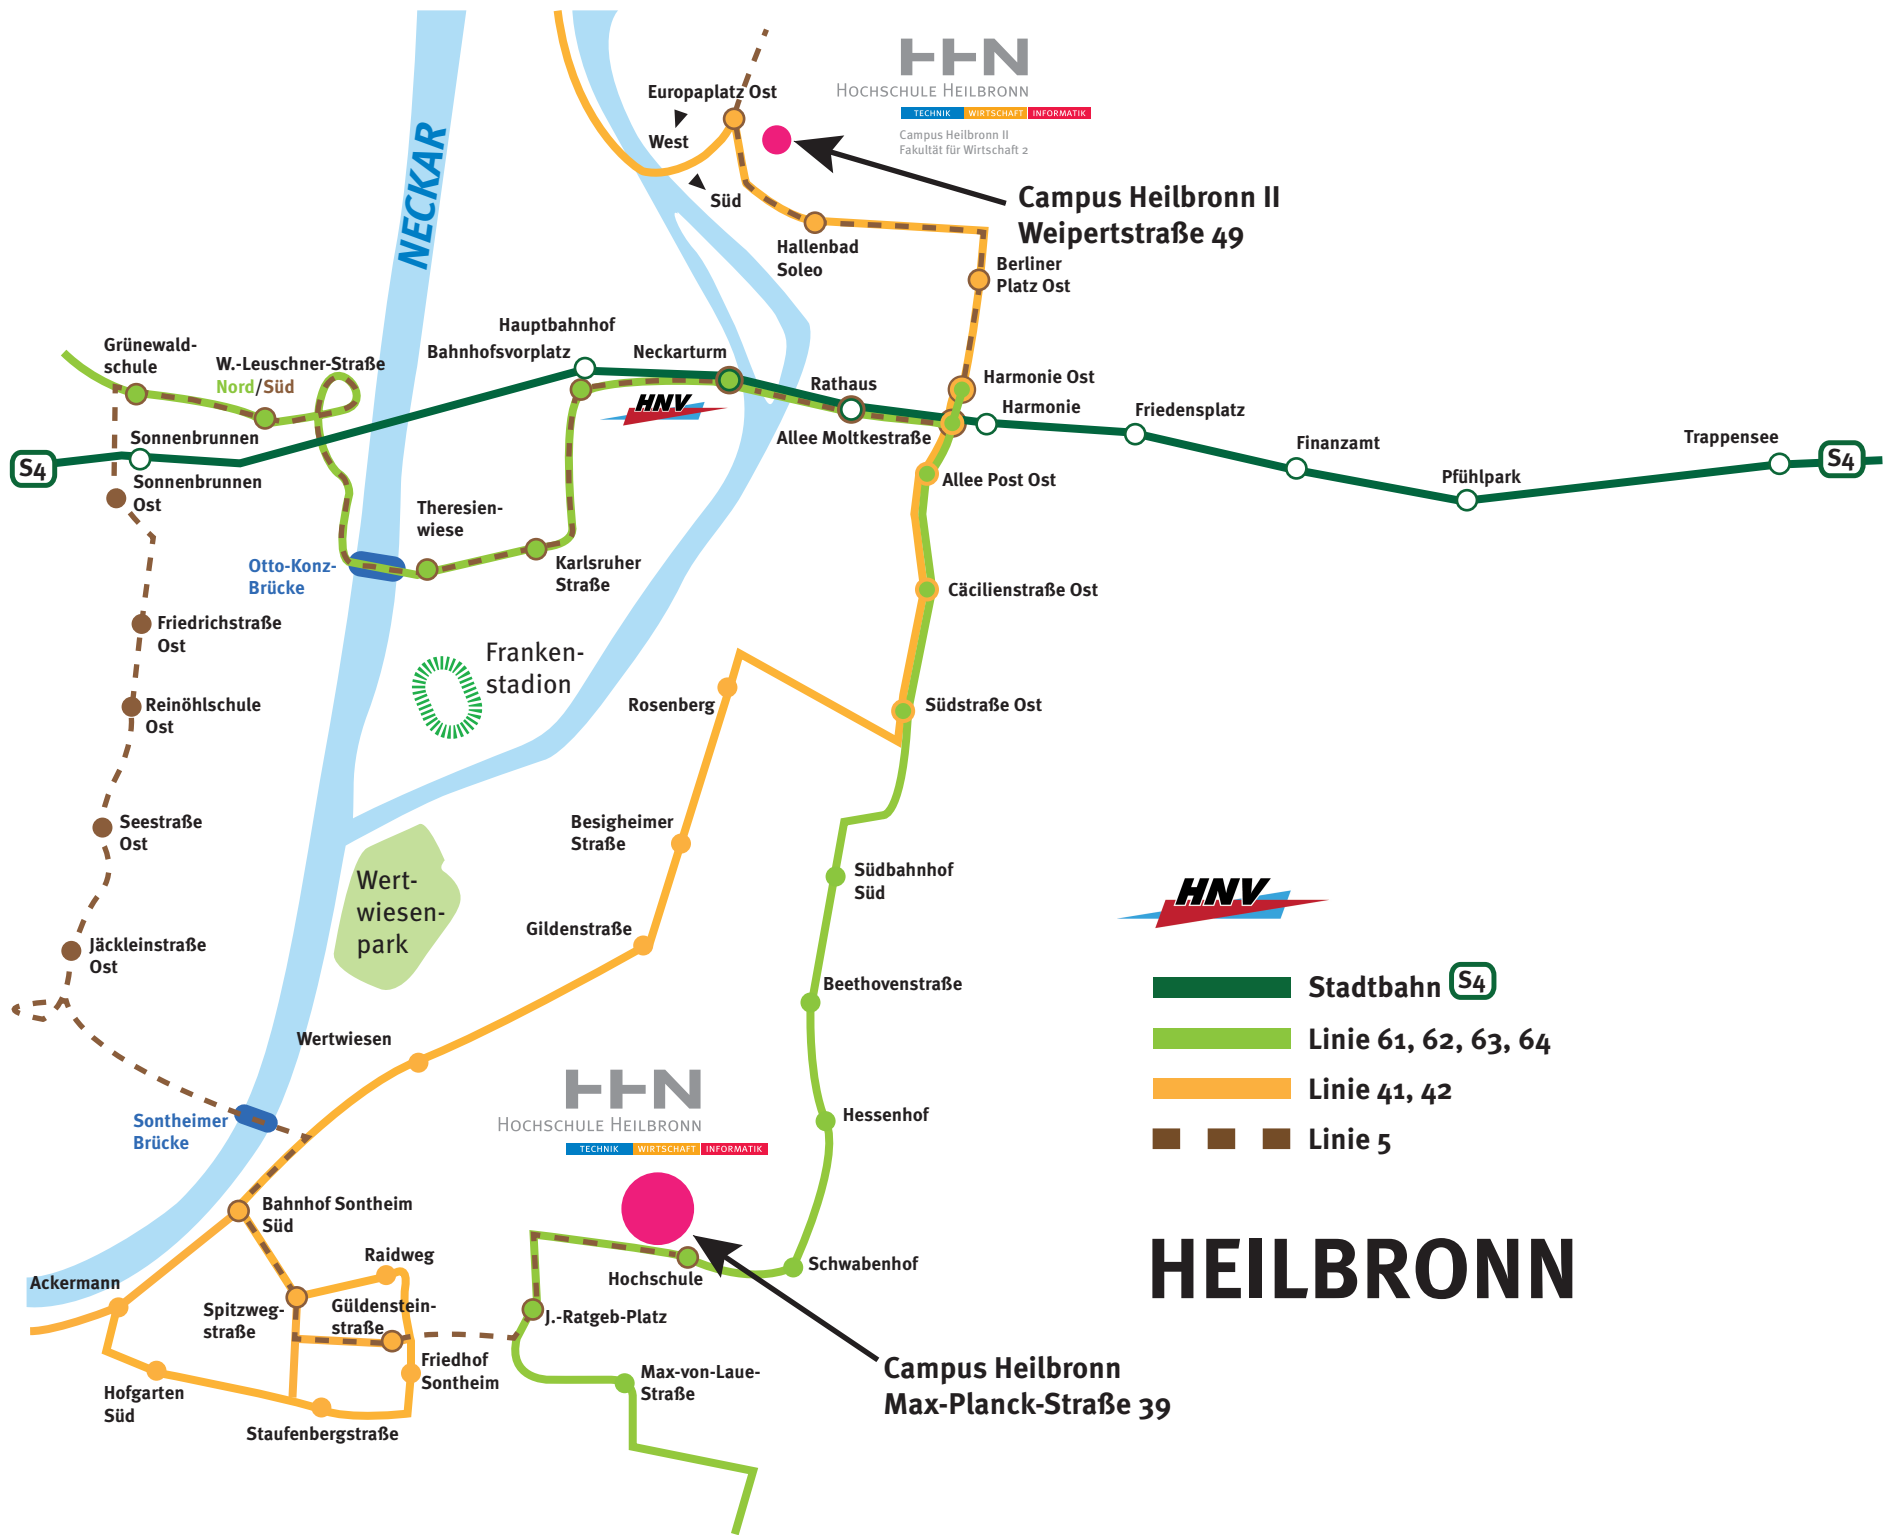 HOCHSCHULE HEILBRONN
TECHNIK WIRTSCHAFT INFORMATIK
Campus Heilbronn II
Fakultät für Wirtschaft 2
Europaplatz Ost
West
Süd
Campus Heilbronn II
Weipertstraße 49
NECKAR
Hallenbad
Soleo
Berliner
Platz Ost
Hauptbahnhof
Bahnhofsvorplatz
Neckarturm
Grünewald-
schule
W.-Leuschner-Straße
Nord/Süd
HNV
Rathaus
Harmonie Ost
Harmonie
Friedensplatz
Finanzamt
Trappensee
S4
Pfühlpark
Allee Moltkestraße
Sonnenbrunnen
S4
Sonnenbrunnen
Ost
Allee Post Ost
Theresien-
wiese
Otto-Konz-
Brücke
Karlsruher
Straße
Cäcilienstraße Ost
Friedrichstraße
Ost
Franken-
stadion
Reinöhlschule
Ost
Rosenberg
Südstraße Ost
Seestraße
Ost
Besigheimer
Straße
Wert-
wiesen-
park
Südbahnhof
Süd
Gildenstraße
Jäckleinstraße
Ost
Beethovenstraße
Wertwiesen
Sontheimer
Brücke
HOCHSCHULE HEILBRONN
TECHNIK WIRTSCHAFT INFORMATIK
Hessenhof
HNV
Stadtbahn S4
Linie 61, 62, 63, 64
Linie 41, 42
Linie 5
HEILBRONN
Bahnhof Sontheim
Süd
Raidweg
Ackermann
Spitzweg-
straße
Güldenstein-
straße
Hochschule
Schwabenhof
J.-Ratgeb-Platz
Friedhof
Sontheim
Max-von-Laue-
Straße
Campus Heilbronn
Max-Planck-Straße 39
Hofgarten
Süd
Staufenbergstraße